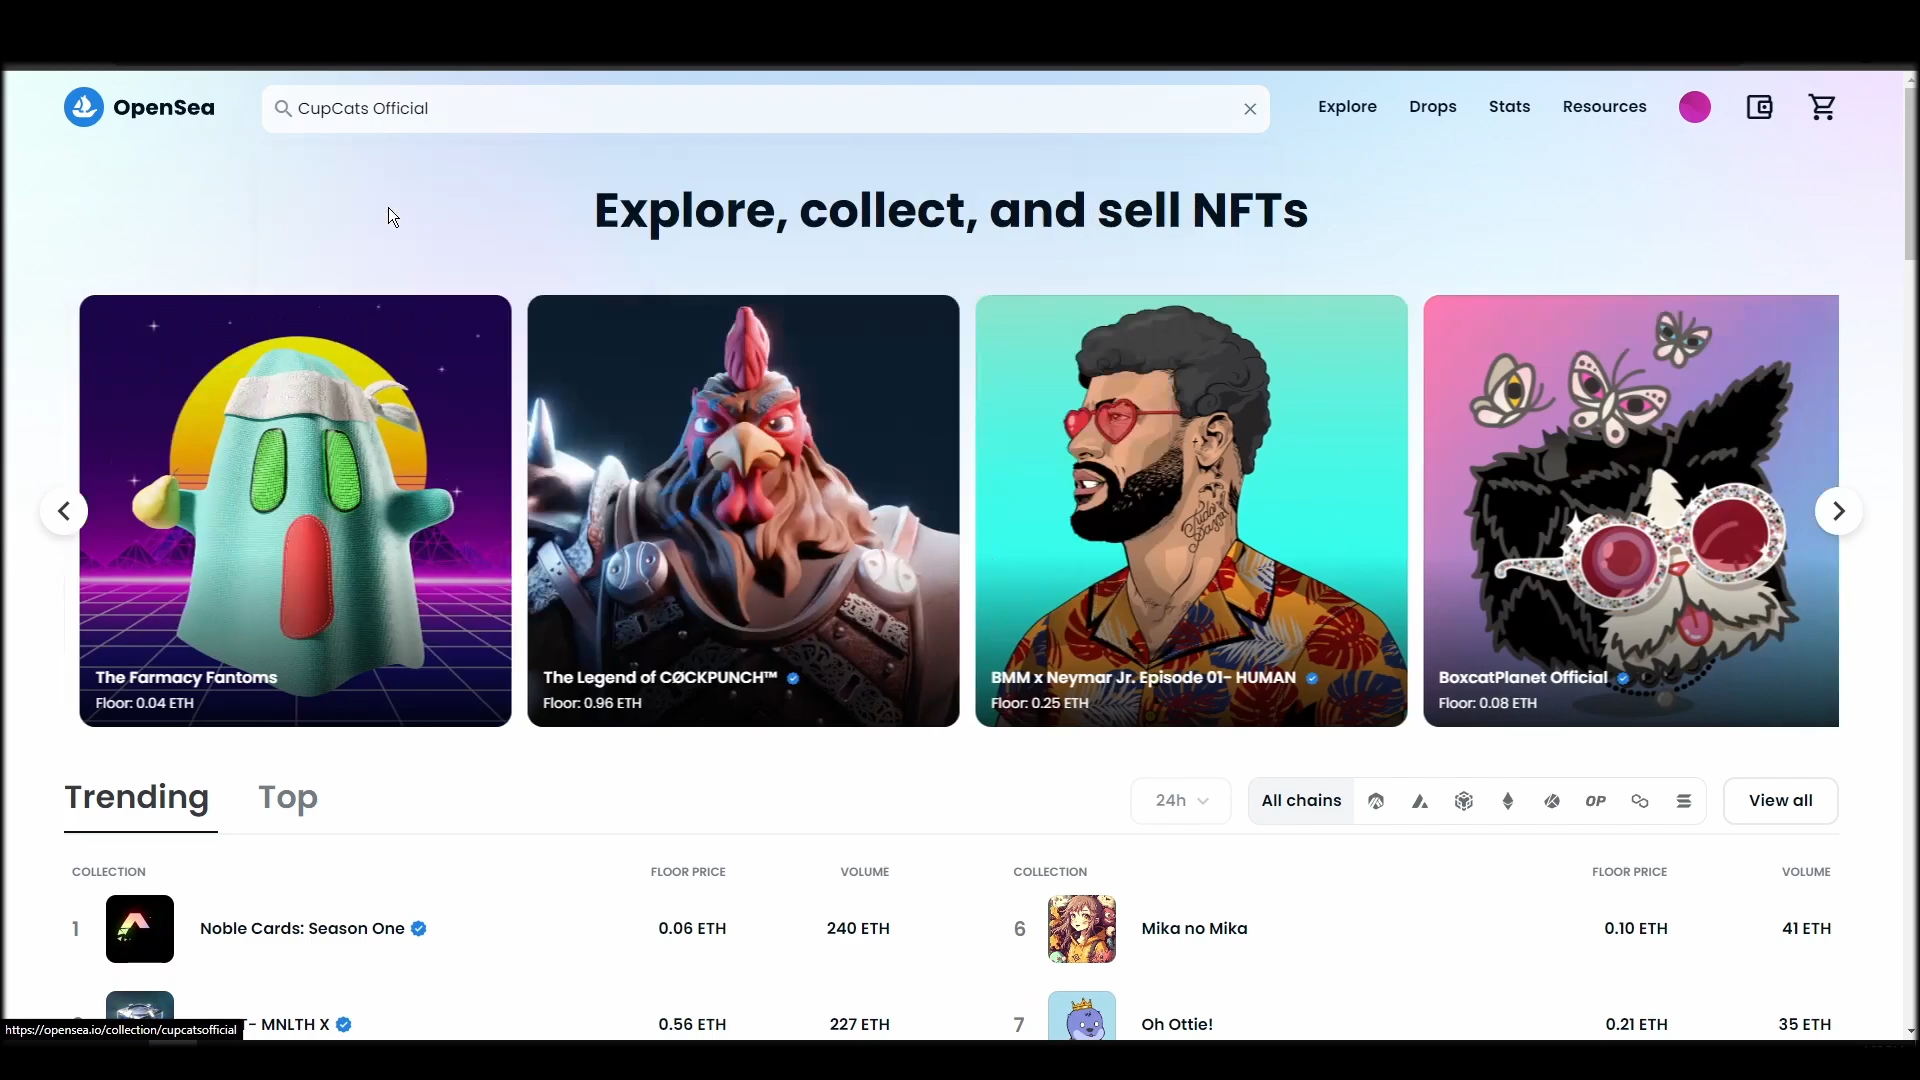 OpenSea
CupCats Official
Explore
Drops
Stats
Resources
Explore, collect, and sell NFTs
The Farmacy Fantoms
Floor: 0.04 ETH
The Legend of CØCKPUNCH™
Floor: 0.96 ETH
BMM x Neymar Jr. Episode 01- HUMAN
Floor: 0.25 ETH
BoxcatPlanet Official
Floor: 0.08 ETH
Trending
Top
24h
All chains
OP
View all
COLLECTION
FLOOR PRICE
VOLUME
COLLECTION
FLOOR PRICE
VOLUME
1
Noble Cards: Season One
0.06 ETH
240 ETH
6
Mika no Mika
0.10 ETH
41 ETH
- MNLTH X
0.56 ETH
227 ETH
7
Oh Ottie!
0.21 ETH
35 ETH
https://opensea.io/collection/cupcatsofficial